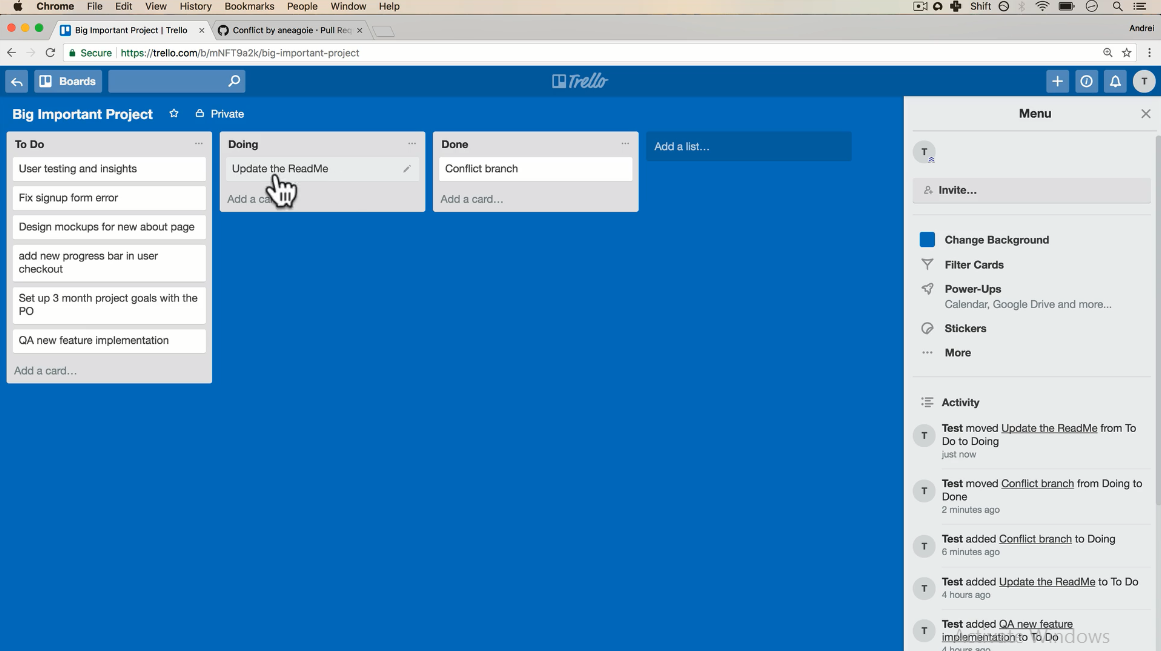 Chrome File Edit View History Bookmarks People Window Help Shift
Big Important Project | Trello × Conflict by aneagoie · Pull Req ×
Andrei
Secure https://trello.com/b/mNFT9a2k/big-important-project
Boards
Trello
T
Big Important Project Private
To Do ...
User testing and insights
Fix signup form error
Design mockups for new about page
add new progress bar in user
checkout
Set up 3 month project goals with the
PO
QA new feature implementation
Add a card…
Doing ...
Update the ReadMe
Add a
Done ...
Conflict branch
Add a card…
Add a list…
Menu
T
Invite…
Change Background
Filter Cards
Power-Ups
Calendar, Google Drive and more...
Stickers
More
Activity
T
Test moved Update the ReadMe from To
Do to Doing
just now
T
Test moved Conflict branch from Doing to
Done
2 minutes ago
T
Test added Conflict branch to Doing
6 minutes ago
T
Test added Update the ReadMe to To Do
4 hours ago
T
Test added QA new feature
implementation to To Do
4 hours ago
Activate Windows